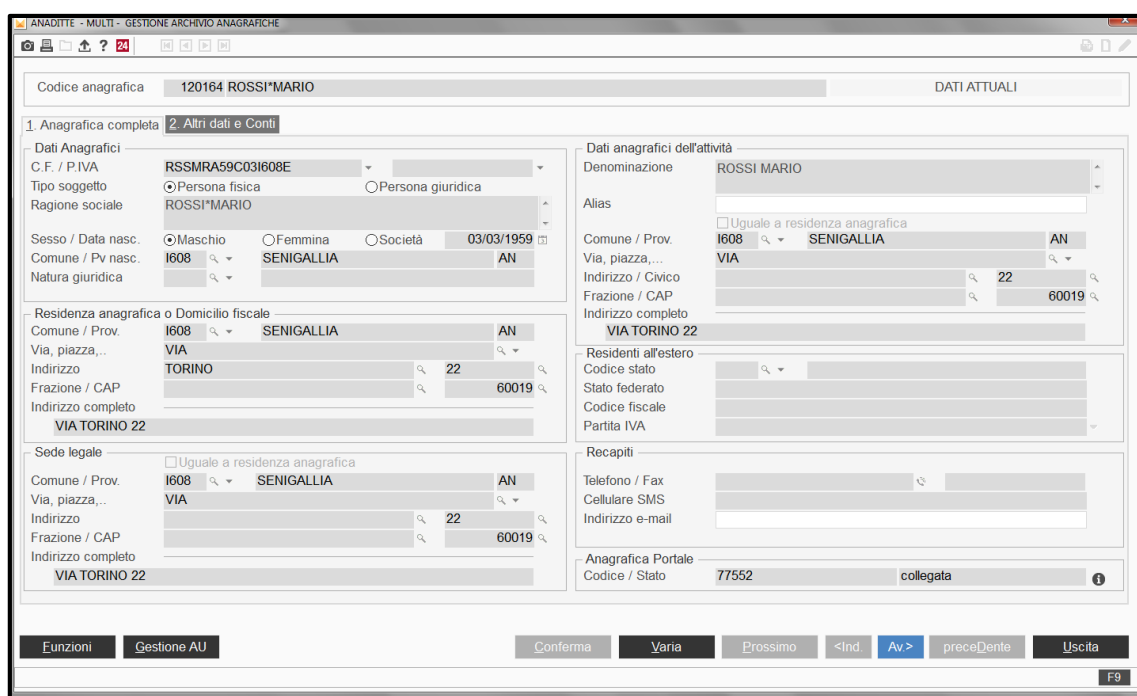 ANADITTE - MULTI - GESTIONE ARCHIVIO ANAGRAFICHE
? 24
Codice anagrafica 120164 ROSSI*MARIO DATI ATTUALI
1. Anagrafica completa 2. Altri dati e Conti
Dati Anagrafici
C.F. / P.IVA RSSMRA59C03I608E
Tipo soggetto Persona fisica Persona giuridica
Ragione sociale ROSSI*MARIO
Sesso / Data nasc. Maschio Femmina Società 03/03/1959
Comune / Pv nasc. I608 SENIGALLIA AN
Natura giuridica
Residenza anagrafica o Domicilio fiscale
Comune / Prov. I608 SENIGALLIA AN
Via, piazza,.. VIA
Indirizzo TORINO 22
Frazione / CAP 60019
Indirizzo completo
VIA TORINO 22
Sede legale
Uguale a residenza anagrafica
Comune / Prov. I608 SENIGALLIA AN
Via, piazza,.. VIA
Indirizzo 22
Frazione / CAP 60019
Indirizzo completo
VIA TORINO 22
Dati anagrafici dell'attività
Denominazione ROSSI MARIO
Alias
Uguale a residenza anagrafica
Comune / Prov. I608 SENIGALLIA AN
Via, piazza,... VIA
Indirizzo / Civico 22
Frazione / CAP 60019
Indirizzo completo
VIA TORINO 22
Residenti all'estero
Codice stato
Stato federato
Codice fiscale
Partita IVA
Recapiti
Telefono / Fax
Cellulare SMS
Indirizzo e-mail
Anagrafica Portale
Codice / Stato 77552 collegata
Funzioni Gestione AU Conferma Varia Prossimo <Ind. Av.> preceDente Uscita
F9